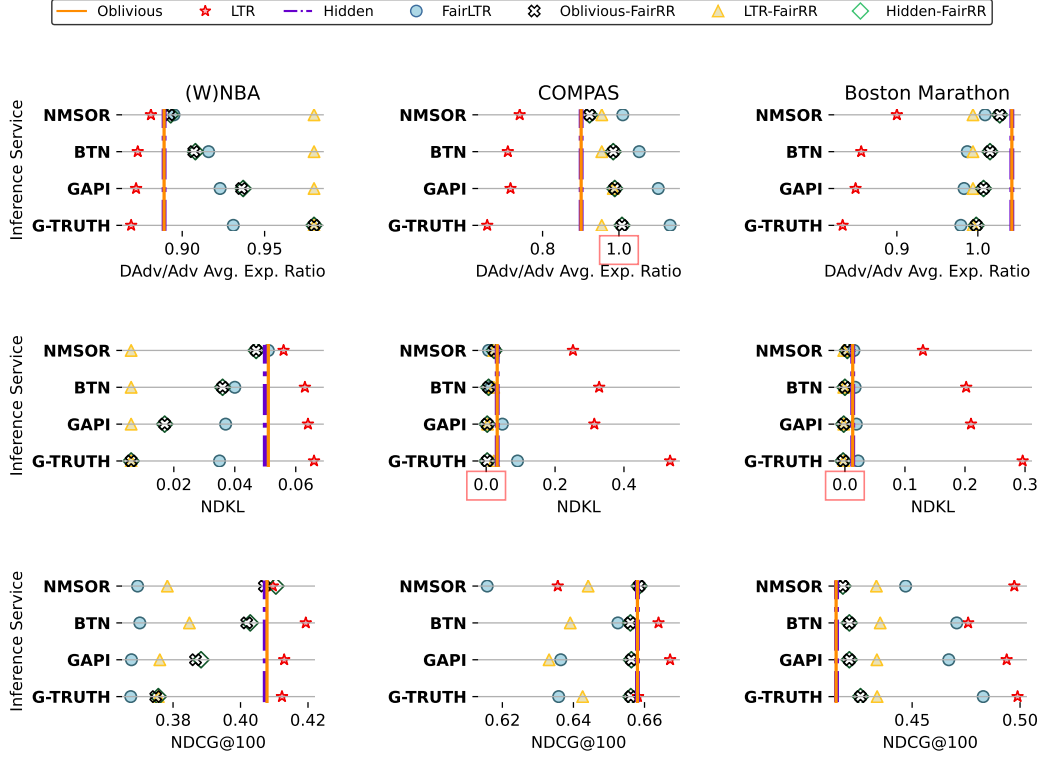 Oblivious LTR Hidden FairLTR Oblivious-FairRR LTR-FairRR Hidden-FairRR
(W)NBA COMPAS Boston Marathon
Inference Service
NMSOR NMSOR NMSOR
BTN BTN BTN
GAPI GAPI GAPI
G-TRUTH G-TRUTH G-TRUTH
0.90 0.95 0.8 1.0 0.9 1.0
DAdv/Adv Avg. Exp. Ratio DAdv/Adv Avg. Exp. Ratio DAdv/Adv Avg. Exp. Ratio
Inference Service
NMSOR NMSOR NMSOR
BTN BTN BTN
GAPI GAPI GAPI
G-TRUTH G-TRUTH G-TRUTH
0.02 0.04 0.06 0.0 0.2 0.4 0.0 0.1 0.2 0.3
NDKL NDKL NDKL
Inference Service
NMSOR NMSOR NMSOR
BTN BTN BTN
GAPI GAPI GAPI
G-TRUTH G-TRUTH G-TRUTH
0.38 0.40 0.42 0.62 0.64 0.66 0.45 0.50
NDCG@100 NDCG@100 NDCG@100